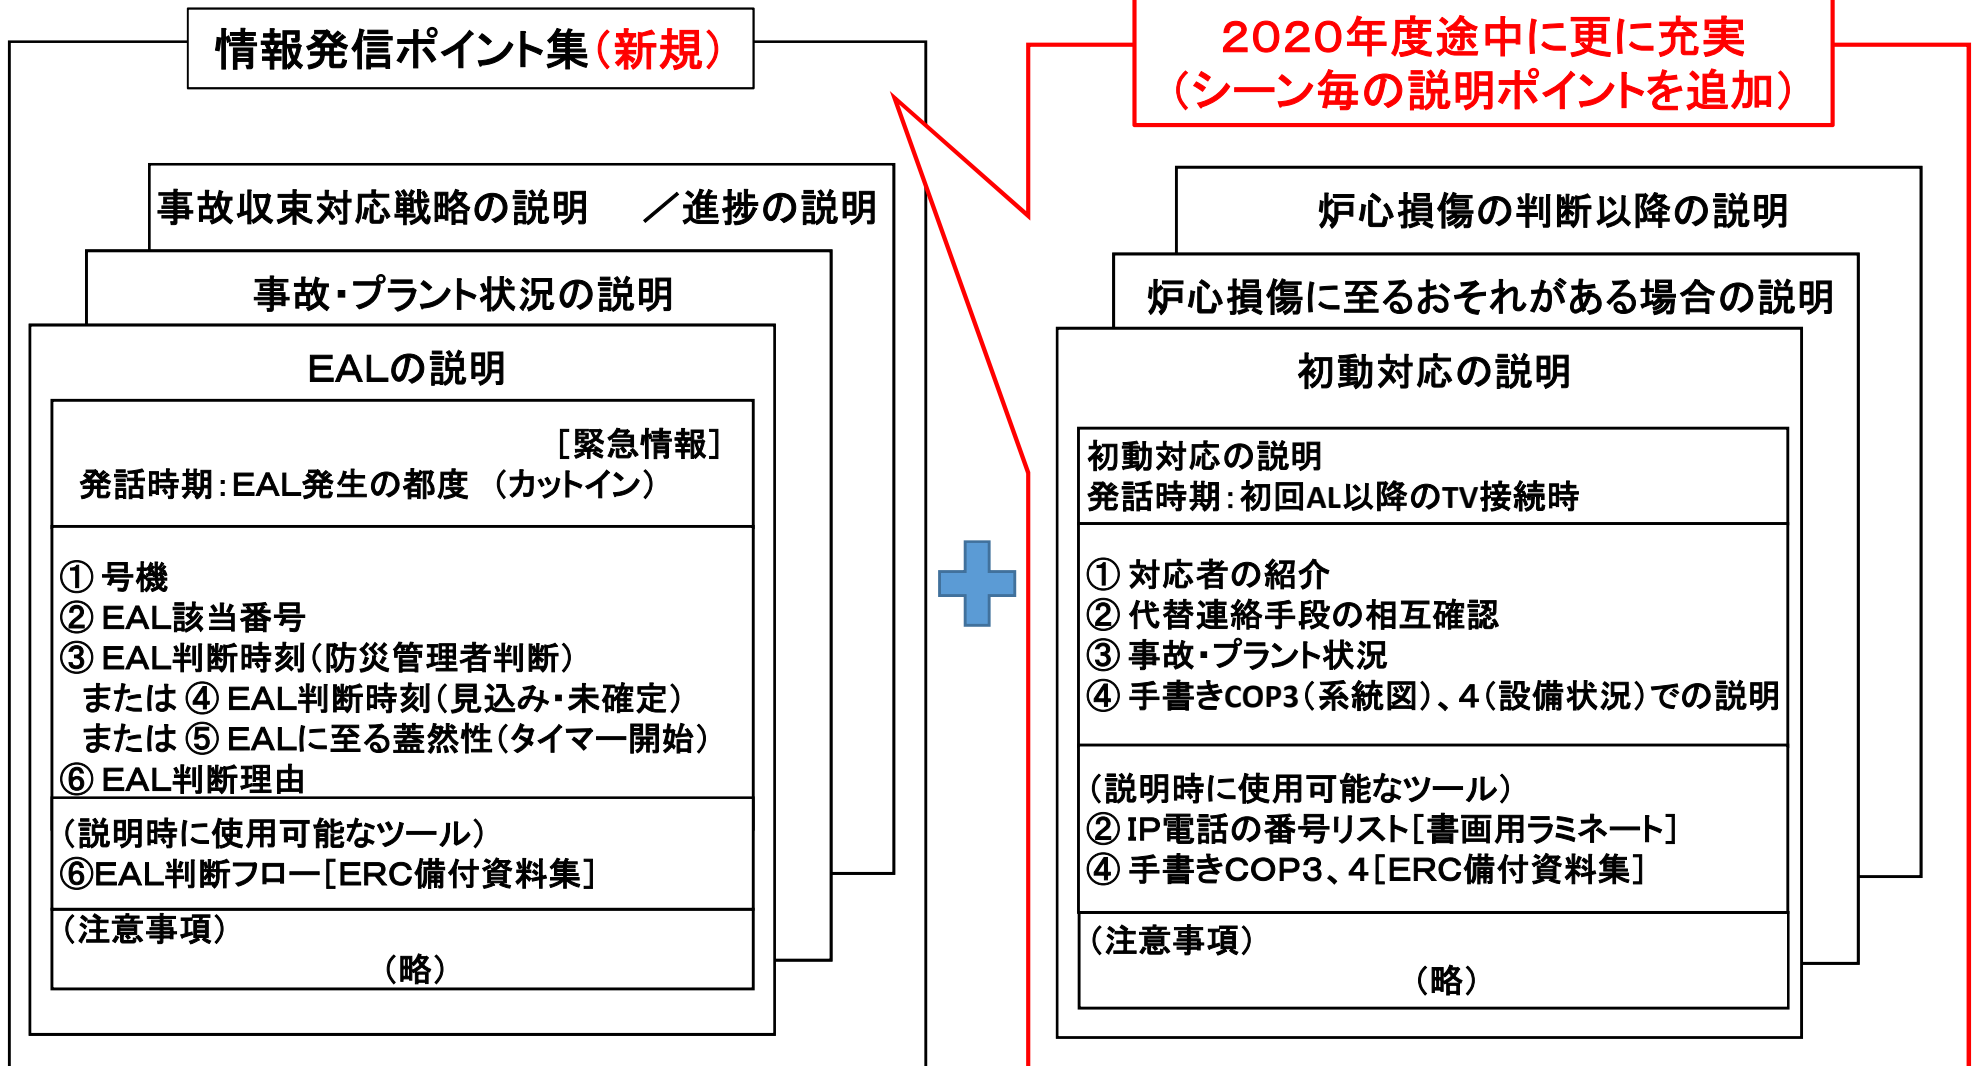 情報発信ポイント集（新規）
事故収束対応戦略の説明　／進捗の説明
事故・プラント状況の説明
ＥＡＬの説明
［緊急情報］
発話時期：ＥＡＬ発生の都度　（カットイン）
① 号機
② ＥＡＬ該当番号
③ ＥＡＬ判断時刻（防災管理者判断）
または ④ ＥＡＬ判断時刻（見込み・未確定）
または ⑤ ＥＡＬに至る蓋然性（タイマー開始）
⑥ ＥＡＬ判断理由
（説明時に使用可能なツール）
⑥ＥＡＬ判断フロー［ＥＲＣ備付資料集］
（注意事項）
（略）
２０２０年度途中に更に充実
（シーン毎の説明ポイントを追加）
炉心損傷の判断以降の説明
炉心損傷に至るおそれがある場合の説明
初動対応の説明
初動対応の説明
発話時期：初回AL以降のTV接続時
① 対応者の紹介
② 代替連絡手段の相互確認
③ 事故・プラント状況
④ 手書きCOP3（系統図）、４（設備状況）での説明
（説明時に使用可能なツール）
② ＩＰ電話の番号リスト［書画用ラミネート］
④ 手書きＣＯＰ３、４［ＥＲＣ備付資料集］
（注意事項）
（略）